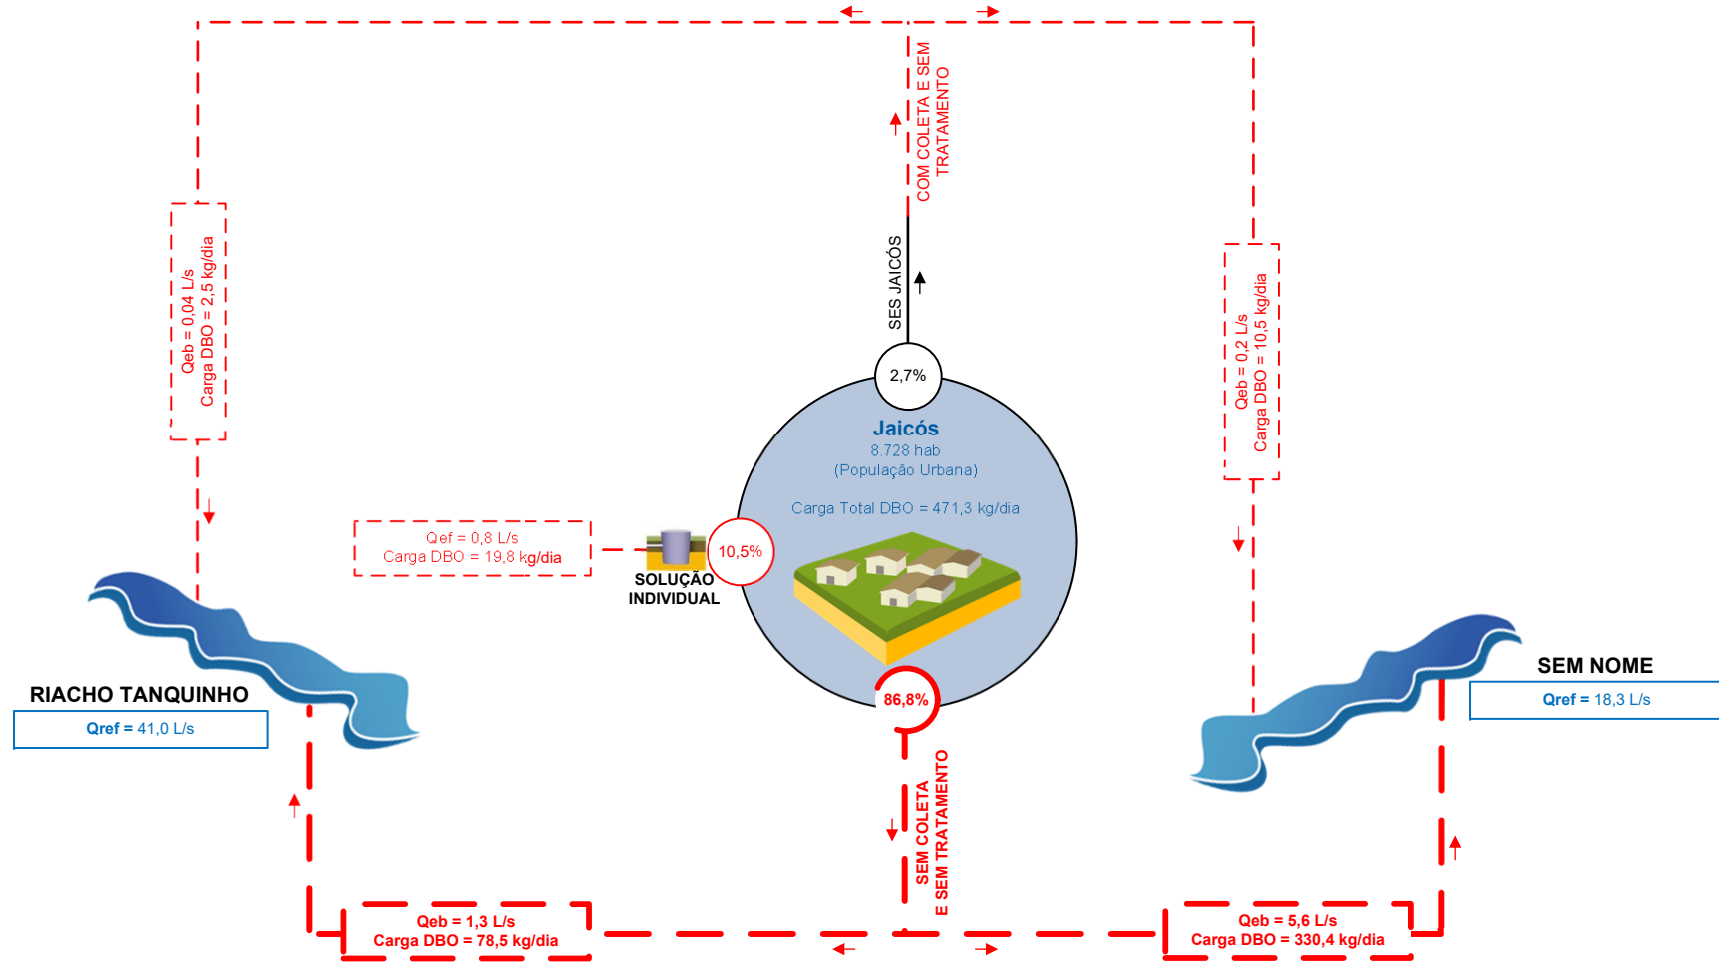 COM COLETA E SEM
TRATAMENTO
SES JAICÓS
Qeb = 0,04 L/s
Carga DBO = 2,5 kg/dia
Qeb = 0,2 L/s
Carga DBO = 10,5 kg/dia
2,7%
Jaicós
8.728 hab
(População Urbana)
Carga Total DBO = 471,3 kg/dia
Qef = 0,8 L/s
Carga DBO = 19,8 kg/dia
10,5%
SOLUÇÃO
INDIVIDUAL
86,8%
RIACHO TANQUINHO
Qref = 41,0 L/s
SEM NOME
Qref = 18,3 L/s
SEM COLETA
E SEM TRATAMENTO
Qeb = 1,3 L/s
Carga DBO = 78,5 kg/dia
Qeb = 5,6 L/s
Carga DBO = 330,4 kg/dia